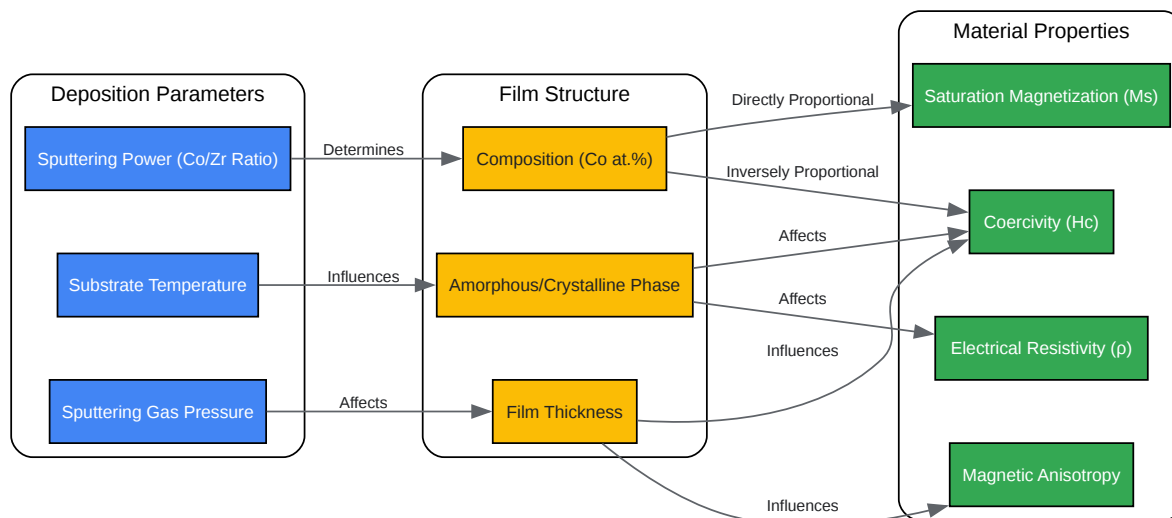 Deposition Parameters
Sputtering Power (Co/Zr Ratio)
Substrate Temperature
Sputtering Gas Pressure
Determines
Influences
Affects
Film Structure
Composition (Co at.%)
Amorphous/Crystalline Phase
Film Thickness
Directly Proportional
Inversely Proportional
Affects
Affects
Influences
Influences
Material Properties
Saturation Magnetization (Ms)
Coercivity (Hc)
Electrical Resistivity (ρ)
Magnetic Anisotropy